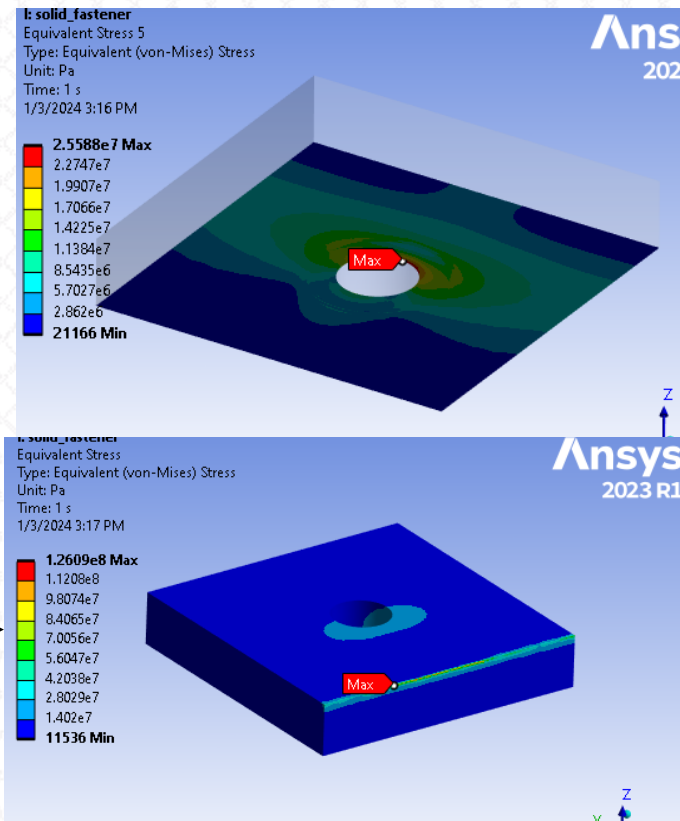 I: solid_fastener
Equivalent Stress 5
Type: Equivalent (von-Mises) Stress
Unit: Pa
Time: 1 s
1/3/2024 3:16 PM
Ans
202
2.5588e7 Max
2.2747e7
1.9907e7
1.7066e7
1.4225e7
1.1384e7
8.5435e6
5.7027e6
2.862e6
21166 Min
Max
Z
I: solid_fastener
Equivalent Stress
Type: Equivalent (von-Mises) Stress
Unit: Pa
Time: 1 s
1/3/2024 3:17 PM
Ansys
2023 R1
1.2609e8 Max
1.1208e8
9.8074e7
8.4065e7
7.0056e7
5.6047e7
4.2038e7
2.8029e7
1.402e7
11536 Min
Max
Z
Y